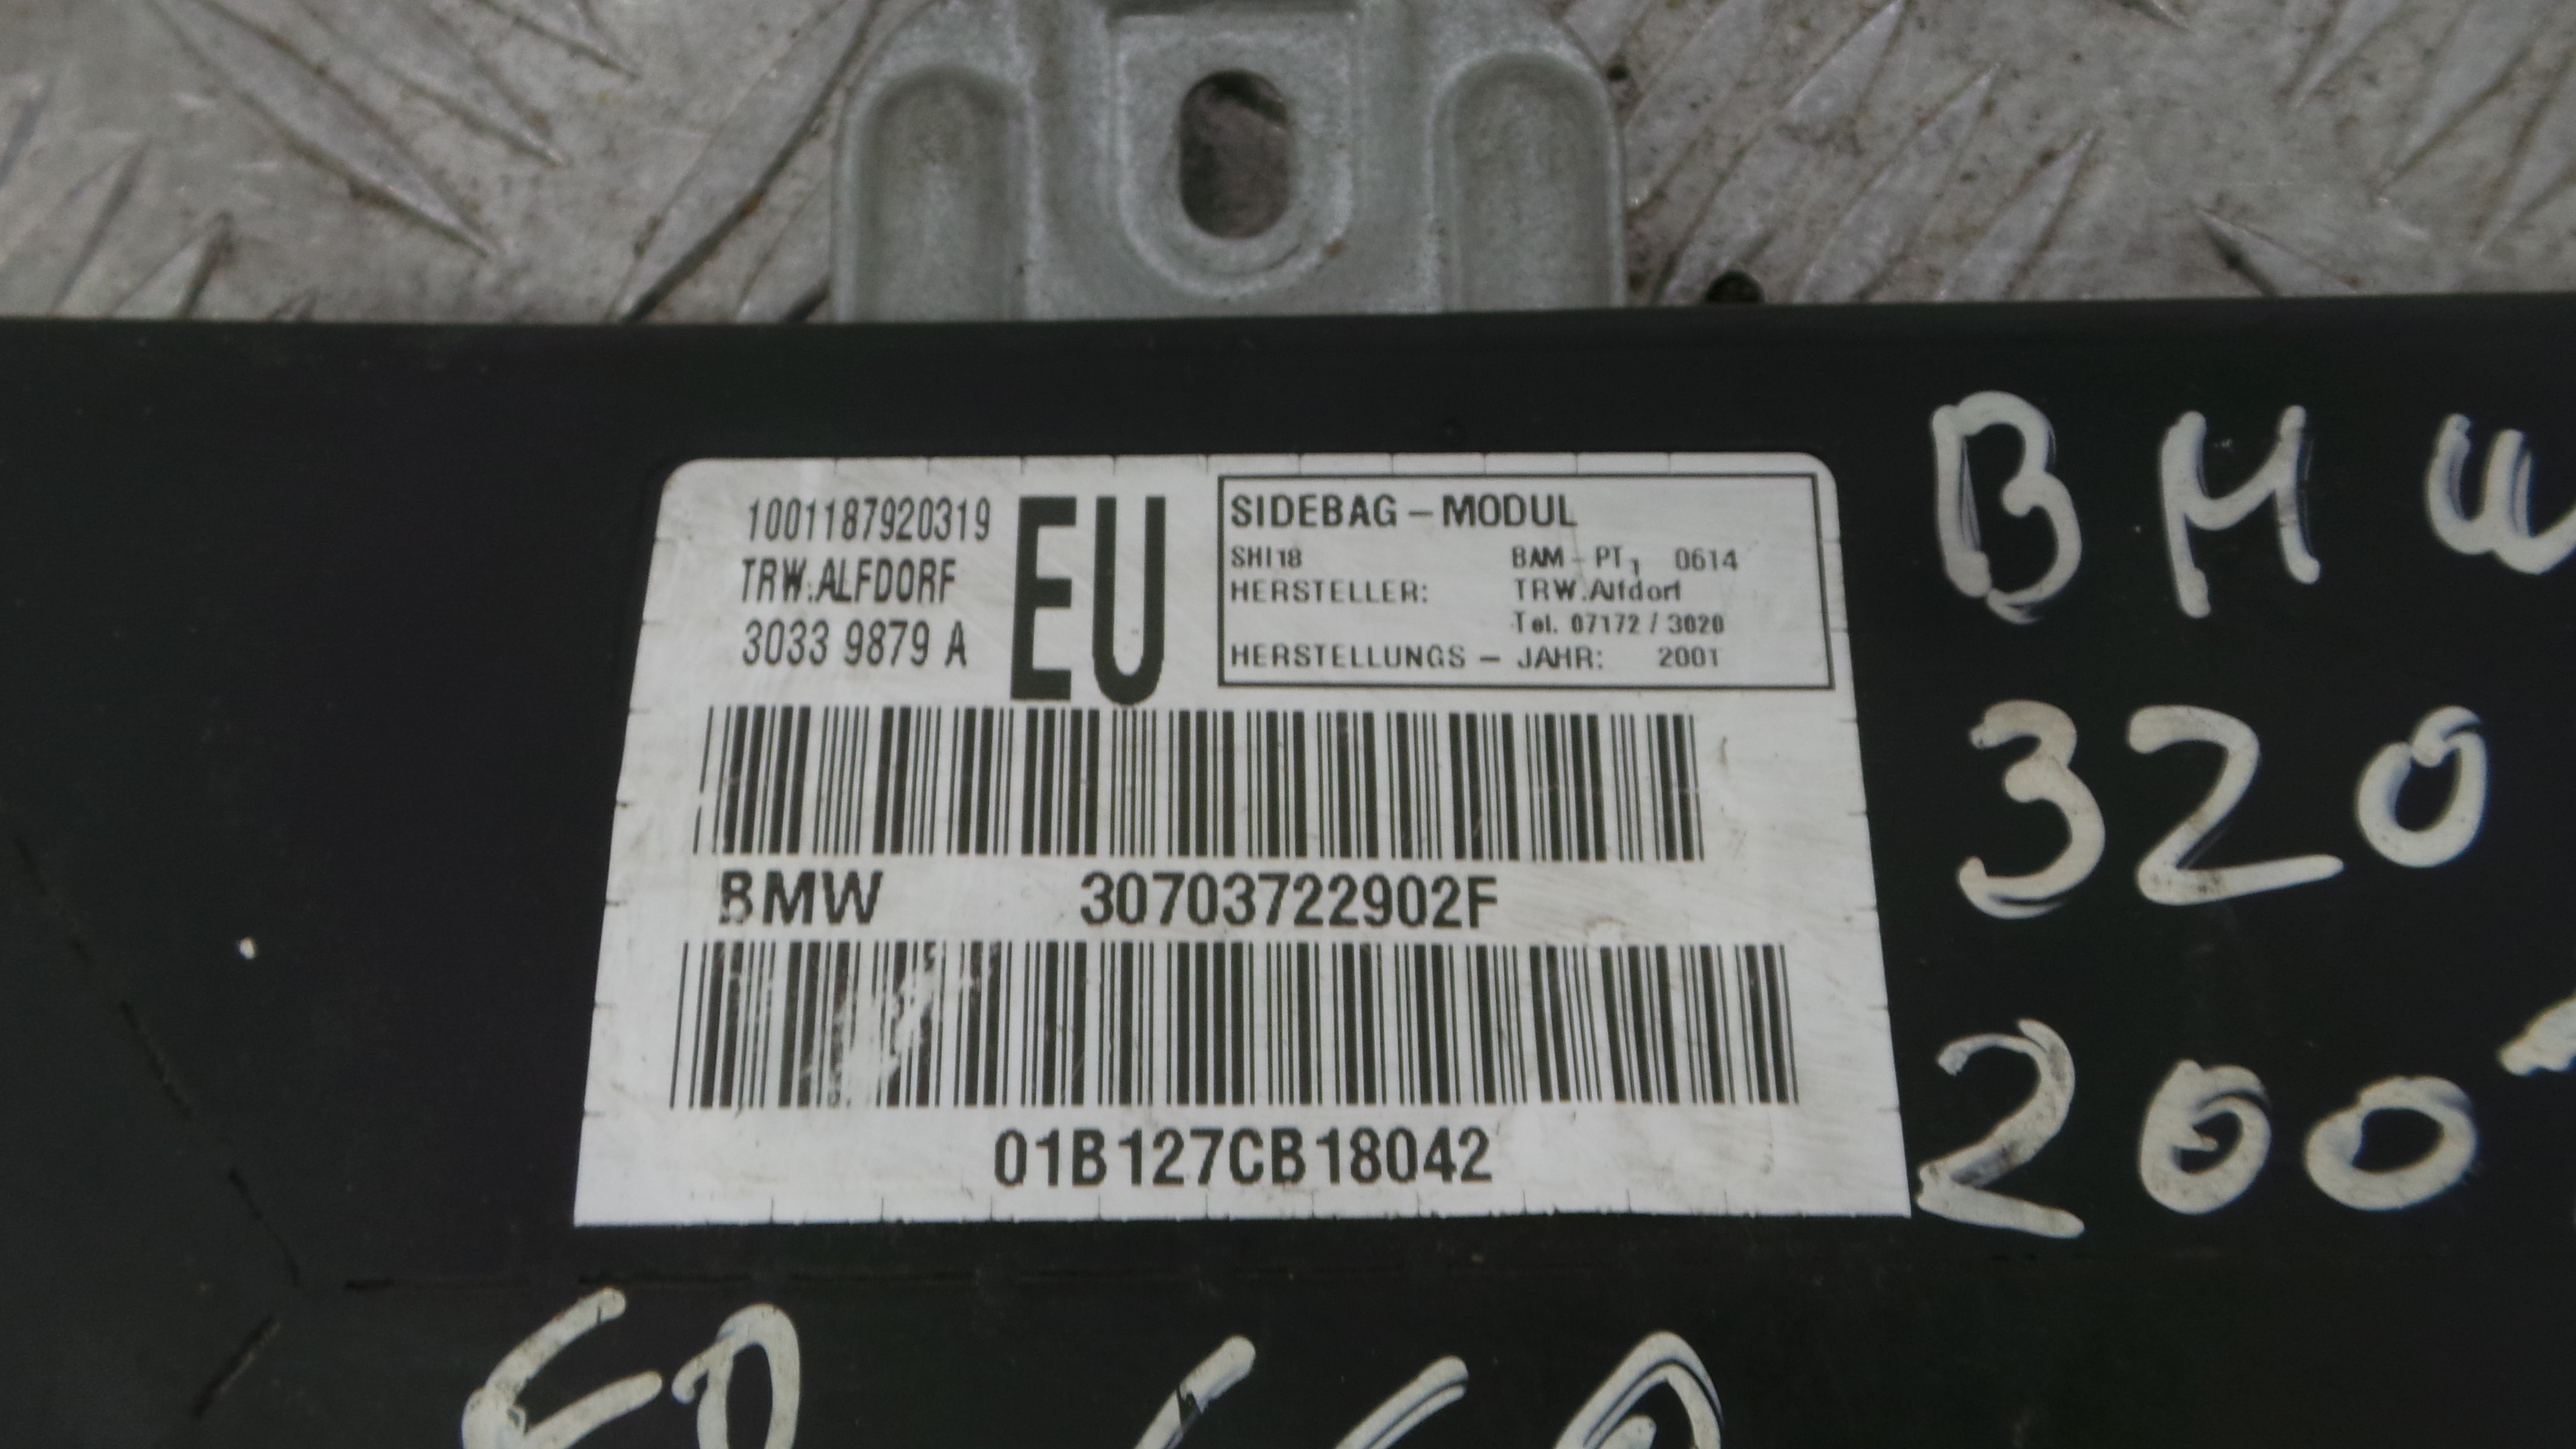 1001187920319
TRW.ALFDORF
3033 9879 A
EU
SIDEBAG – MODUL
SHI18 BAM – PT1 0614
HERSTELLER: TRW.Alfdorf
Tel. 07172 / 3020
HERSTELLUNGS – JAHR: 2001
BMW 30703722902F
01B127CB18042
BMW
320
200